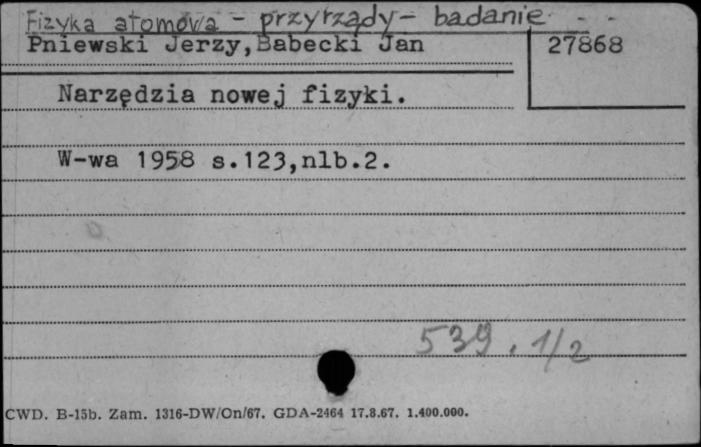 Fizyka atomowa - przyrządy - badanie - -
Pniewski Jerzy,Babecki Jan 27868
Narzędzia nowej fizyki.
W-wa 1958 s.123,nlb.2.
539.1/2
CWD. B-15b. Zam. 1316-DW/On/67. GDA-2464 17.8.67. 1.400.000.